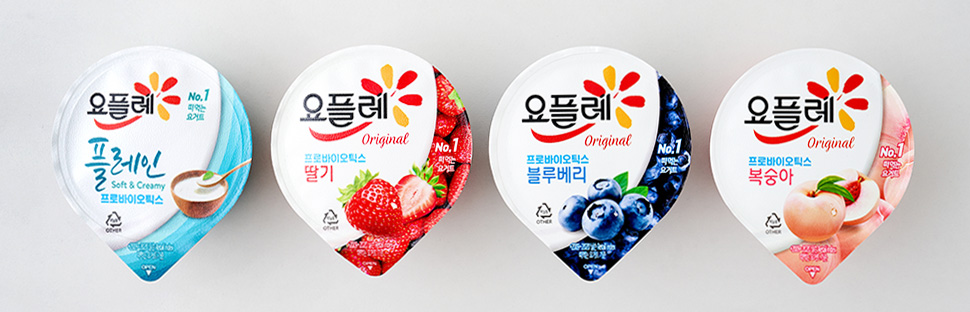 요플레
No.1
떠먹는
요거트
플레인
Soft & Creamy
프로바이오틱스
OTHER
OPEN
요플레
Original
No.1
떠먹는
요거트
프로바이오틱스
딸기
OTHER
OPEN
요플레
Original
No.1
떠먹는
요거트
프로바이오틱스
블루베리
OTHER
OPEN
요플레
Original
No.1
떠먹는
요거트
프로바이오틱스
복숭아
OTHER
OPEN